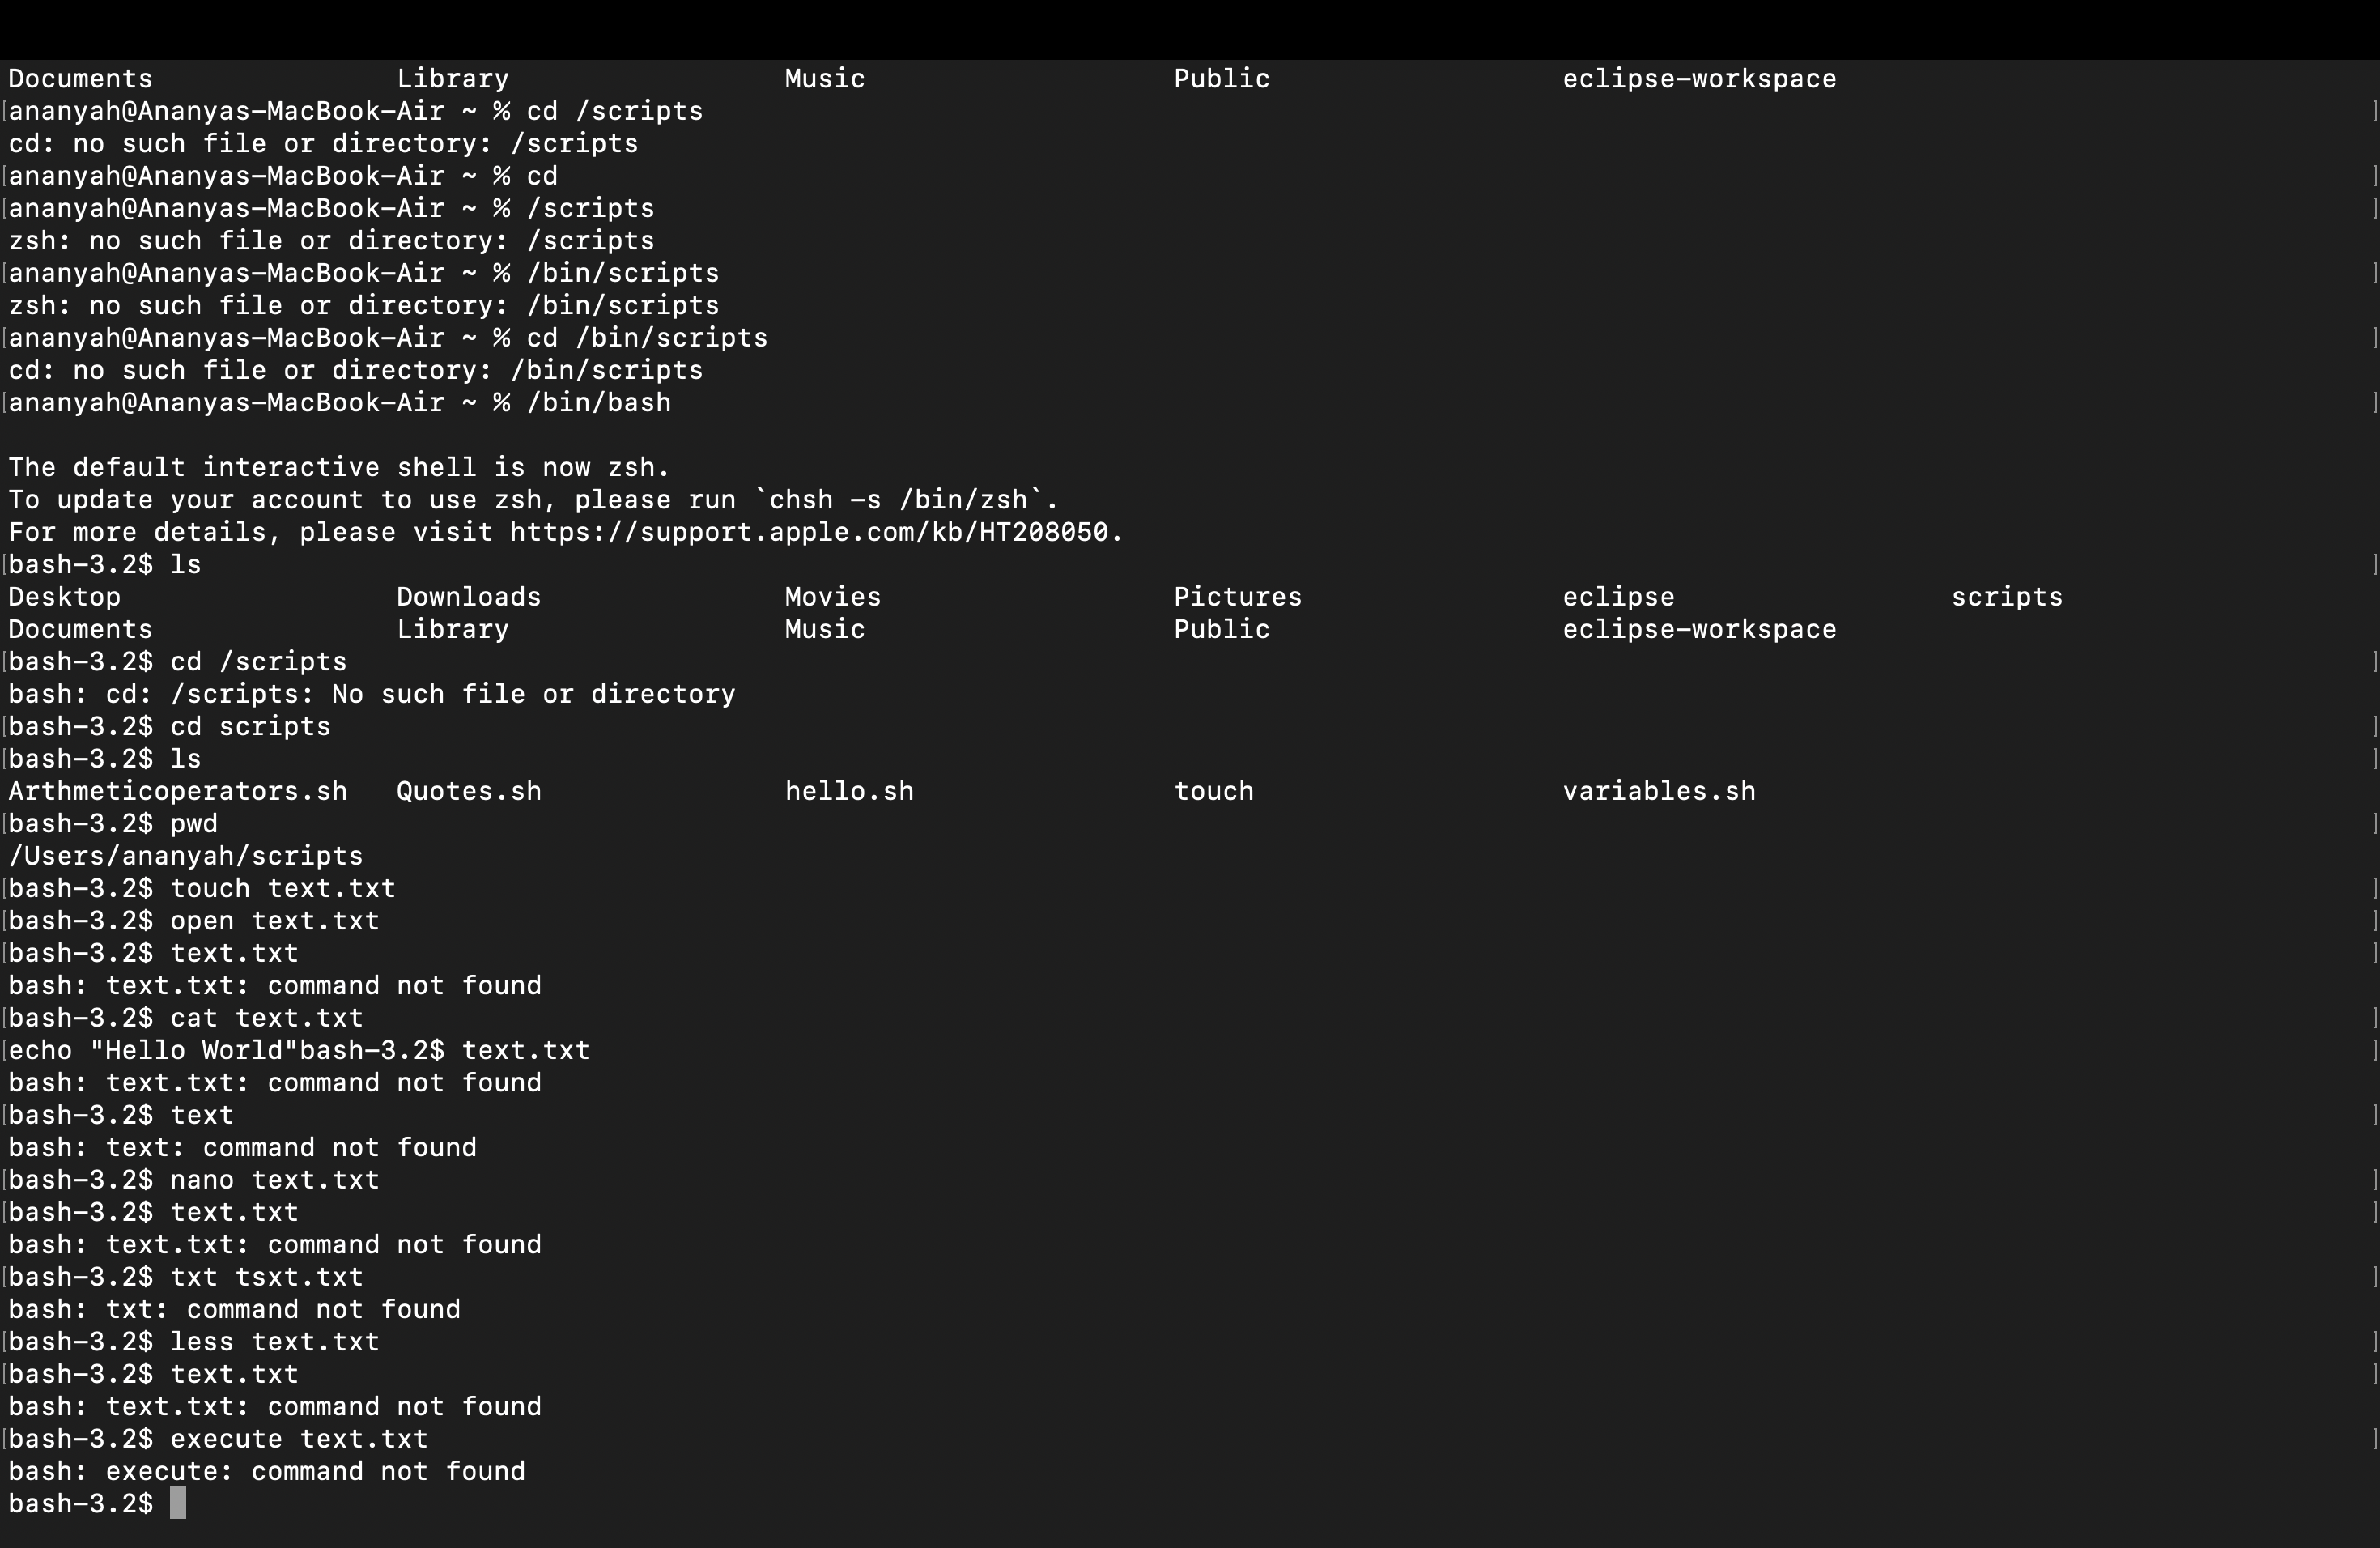 Documents Library Music Public eclipse-workspace
[ananyah@Ananyas-MacBook-Air ~ % cd /scripts ]
cd: no such file or directory: /scripts
[ananyah@Ananyas-MacBook-Air ~ % cd ]
[ananyah@Ananyas-MacBook-Air ~ % /scripts ]
zsh: no such file or directory: /scripts
[ananyah@Ananyas-MacBook-Air ~ % /bin/scripts ]
zsh: no such file or directory: /bin/scripts
[ananyah@Ananyas-MacBook-Air ~ % cd /bin/scripts ]
cd: no such file or directory: /bin/scripts
[ananyah@Ananyas-MacBook-Air ~ % /bin/bash ]
The default interactive shell is now zsh.
To update your account to use zsh, please run `chsh -s /bin/zsh`.
For more details, please visit https://support.apple.com/kb/HT208050.
[bash-3.2$ ls ]
Desktop Downloads Movies Pictures eclipse scripts
Documents Library Music Public eclipse-workspace
[bash-3.2$ cd /scripts ]
bash: cd: /scripts: No such file or directory
[bash-3.2$ cd scripts ]
[bash-3.2$ ls ]
Arthmeticoperators.sh Quotes.sh hello.sh touch variables.sh
[bash-3.2$ pwd ]
/Users/ananyah/scripts
[bash-3.2$ touch text.txt ]
[bash-3.2$ open text.txt ]
[bash-3.2$ text.txt ]
bash: text.txt: command not found
[bash-3.2$ cat text.txt ]
[echo "Hello World"bash-3.2$ text.txt ]
bash: text.txt: command not found
[bash-3.2$ text ]
bash: text: command not found
[bash-3.2$ nano text.txt ]
[bash-3.2$ text.txt ]
bash: text.txt: command not found
[bash-3.2$ txt tsxt.txt ]
bash: txt: command not found
[bash-3.2$ less text.txt ]
[bash-3.2$ text.txt ]
bash: text.txt: command not found
[bash-3.2$ execute text.txt ]
bash: execute: command not found
bash-3.2$